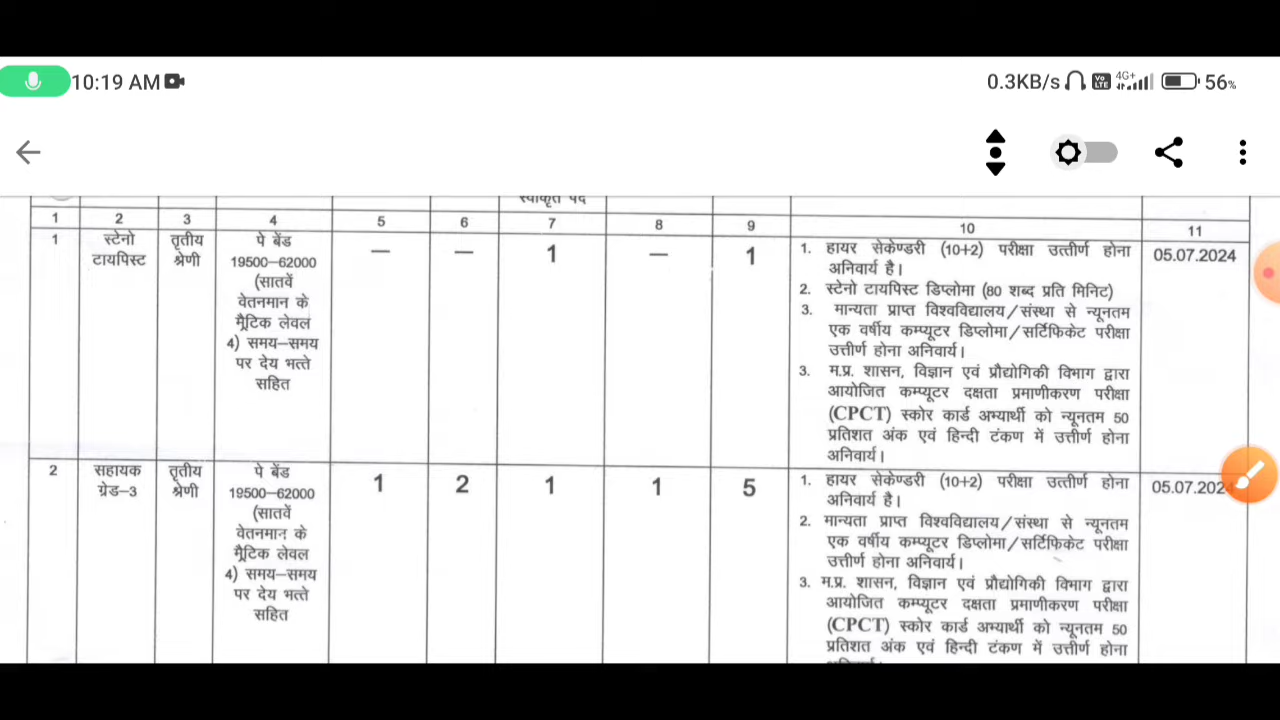 10:19 AM
0.3KB/s Vo LTE 4G+ 56%
स्वीकृत पद
1 2 3 4 5 6 7 8 9 10 11
1 स्टेनो टायपिस्ट
तृतीय श्रेणी
पे बेंड
19500–62000
(सातवें
वेतनमान के
मैट्रिक लेवल
4) समय–समय
पर देय भत्ते
सहित
— — 1 — 1
1. हायर सेकेण्डरी (10+2) परीक्षा उत्तीर्ण होना
अनिवार्य है।
2. स्टेनो टायपिस्ट डिप्लोमा (80 शब्द प्रति मिनिट)
3. मान्यता प्राप्त विश्वविद्यालय/संस्था से न्यूनतम
एक वर्षीय कम्प्यूटर डिप्लोमा/सर्टिफिकेट परीक्षा
उत्तीर्ण होना अनिवार्य।
3. म.प्र. शासन, विज्ञान एवं प्रौद्योगिकी विभाग द्वारा
आयोजित कम्प्यूटर दक्षता प्रमाणीकरण परीक्षा
(CPCT) स्कोर कार्ड अभ्यार्थी को न्यूनतम 50
प्रतिशत अंक एवं हिन्दी टंकण में उत्तीर्ण होना
अनिवार्य।
05.07.2024
2 सहायक ग्रेड–3
तृतीय श्रेणी
पे बेंड
19500–62000
(सातवें
वेतनमान के
मैट्रिक लेवल
4) समय–समय
पर देय भत्ते
सहित
1 2 1 1 5
1. हायर सेकेण्डरी (10+2) परीक्षा उत्तीर्ण होना
अनिवार्य है।
2. मान्यता प्राप्त विश्वविद्यालय/संस्था से न्यूनतम
एक वर्षीय कम्प्यूटर डिप्लोमा/सर्टिफिकेट परीक्षा
उत्तीर्ण होना अनिवार्य।
3. म.प्र. शासन, विज्ञान एवं प्रौद्योगिकी विभाग द्वारा
आयोजित कम्प्यूटर दक्षता प्रमाणीकरण परीक्षा
(CPCT) स्कोर कार्ड अभ्यार्थी को न्यूनतम 50
प्रतिशत अंक एवं हिन्दी टंकण में उत्तीर्ण होना
05.07.2024